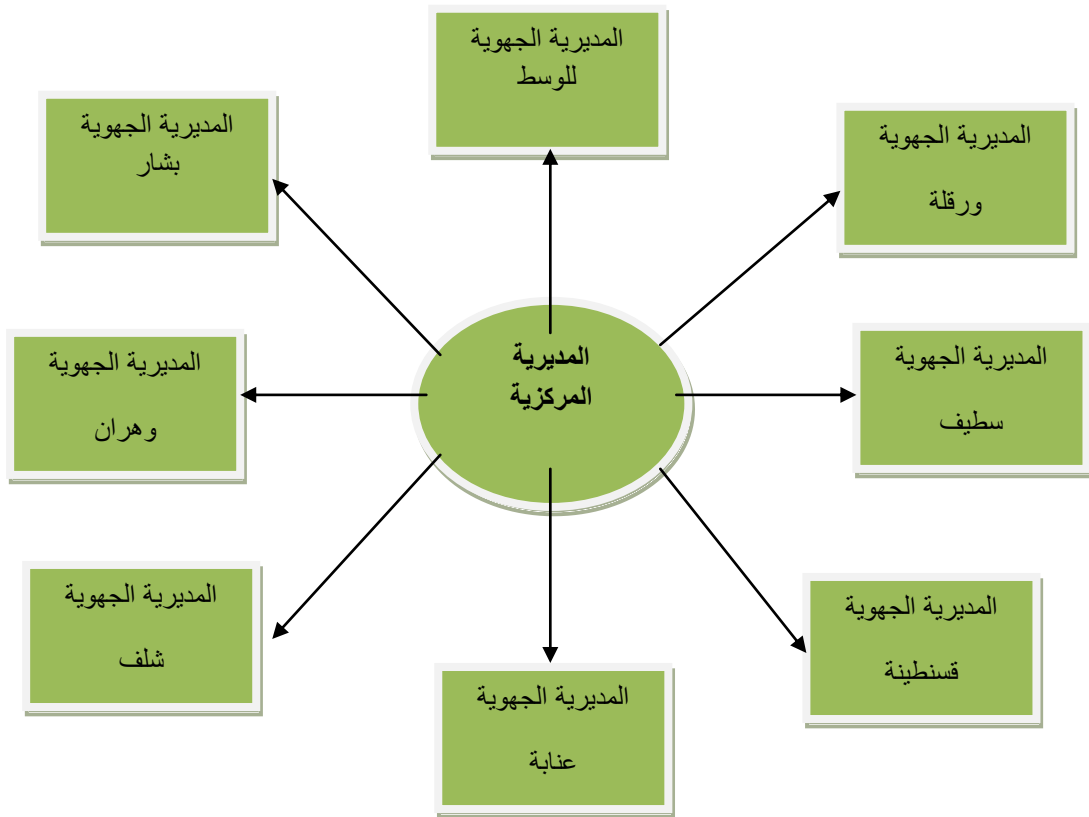 المديرية الجهوية
للوسط
المديرية الجهوية
بشار
المديرية الجهوية
ورقلة
المديرية
المركزية
المديرية الجهوية
وهران
المديرية الجهوية
سطيف
المديرية الجهوية
شلف
المديرية الجهوية
قسنطينة
المديرية الجهوية
عنابة